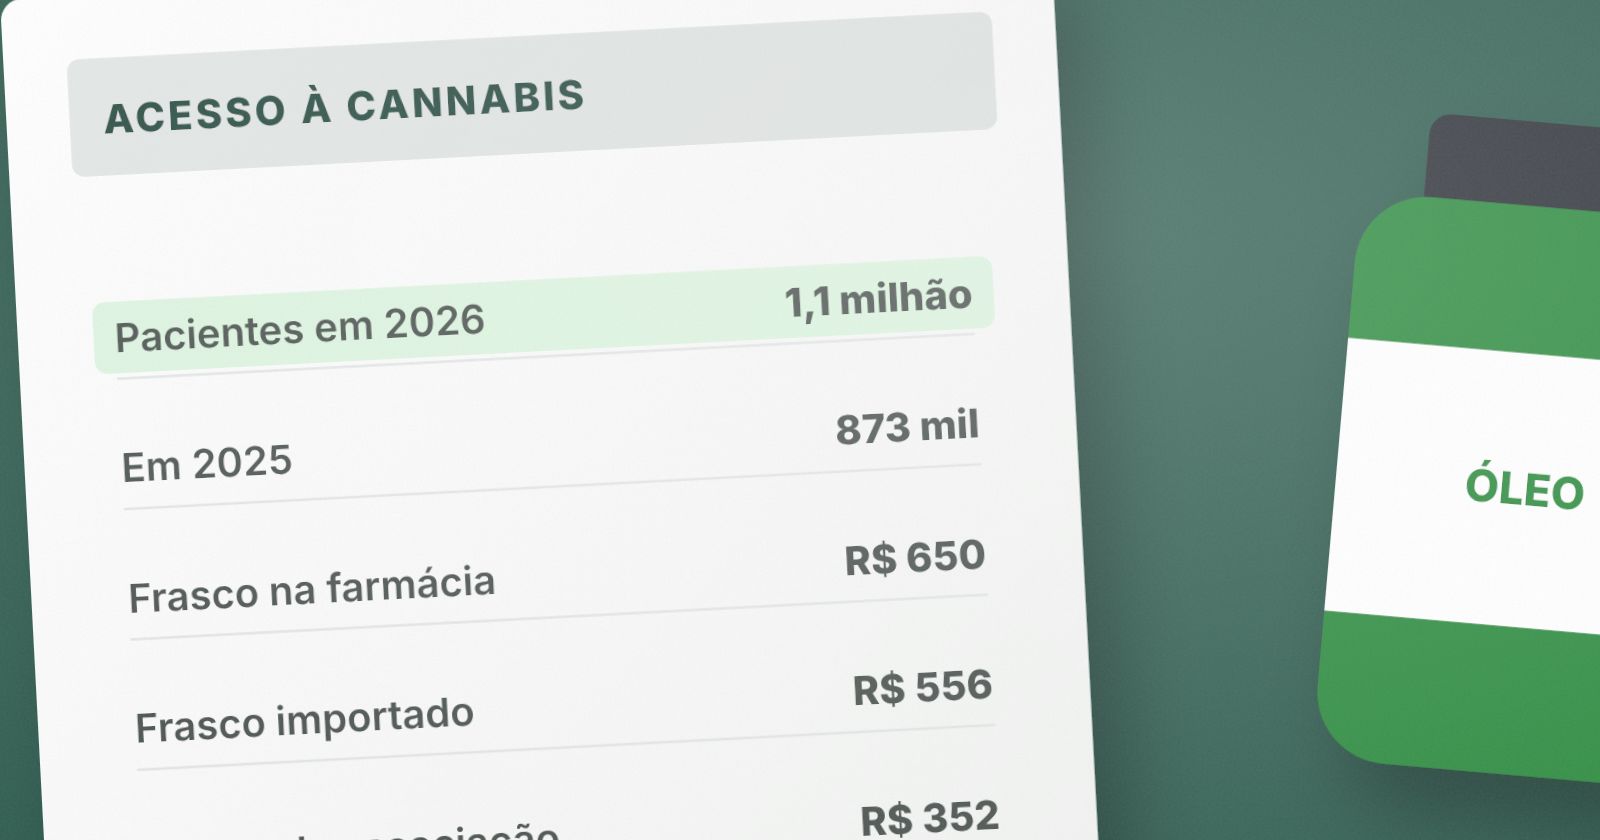 ACESSO À CANNABIS
Pacientes em 2026 1,1 milhão
Em 2025 873 mil
Frasco na farmácia R$ 650
Frasco importado R$ 556
R$ 352
ÓLEO